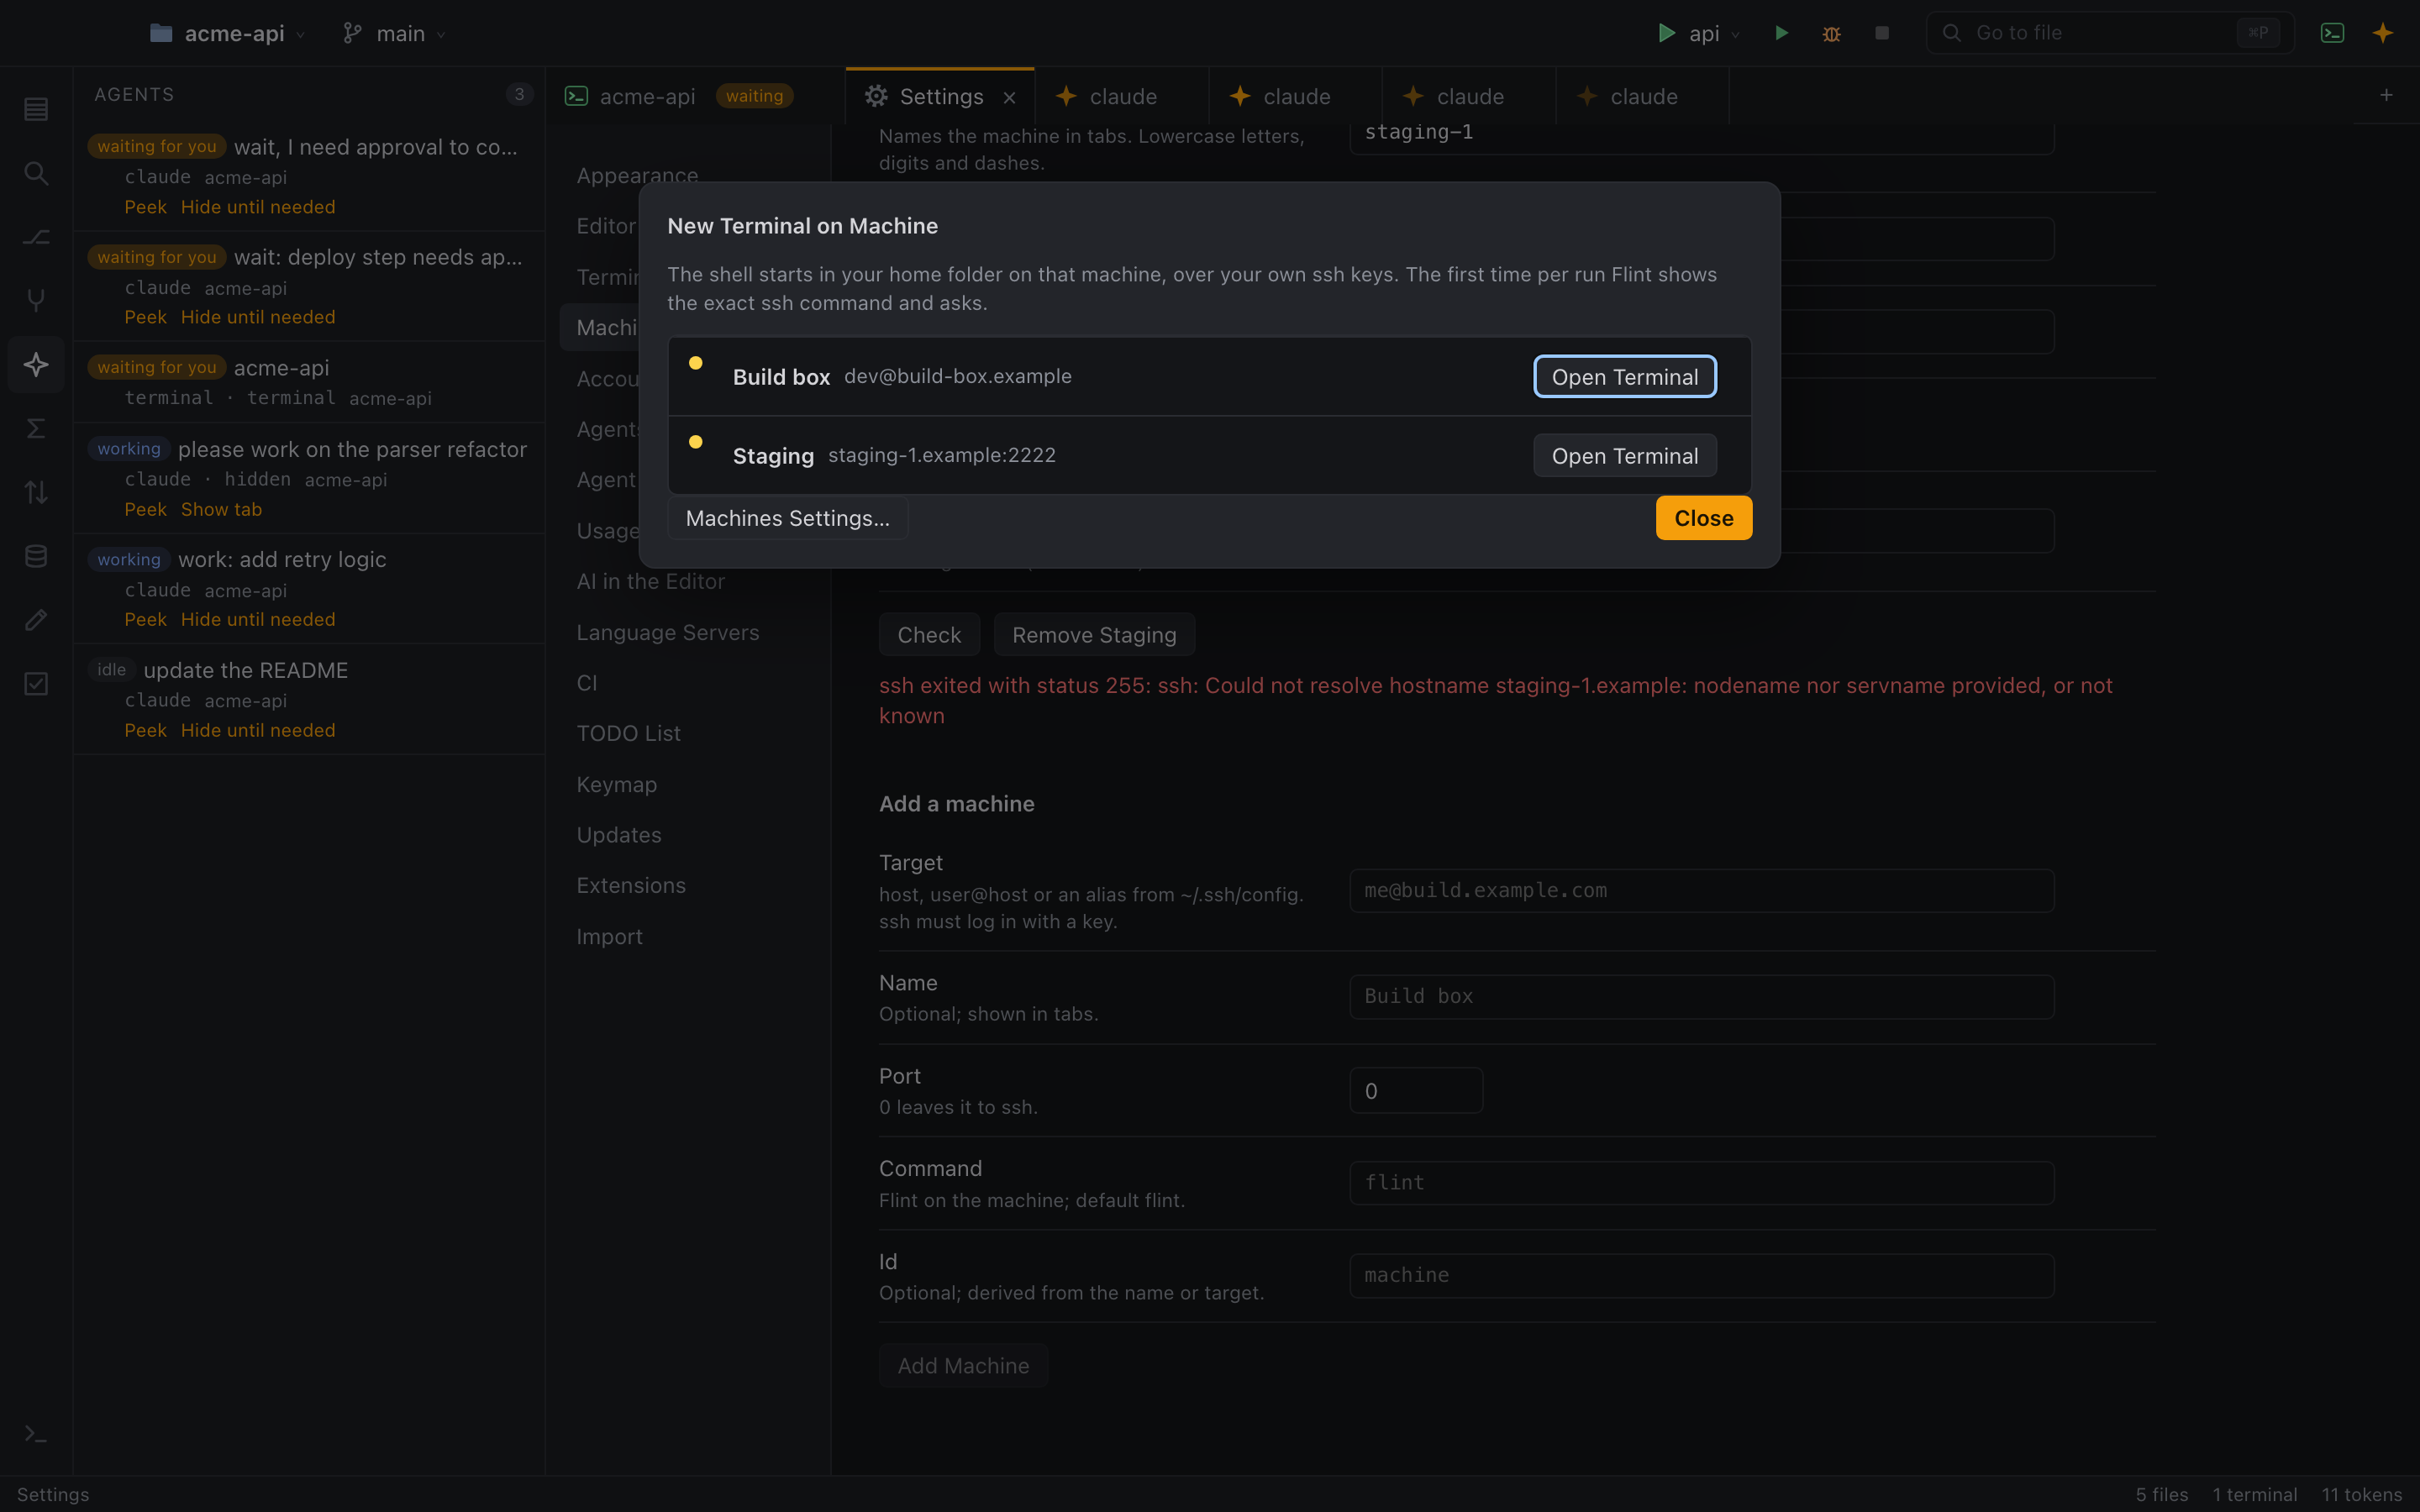 acme-api
main
api
Go to file
⌘P
AGENTS
3
waiting for you wait, I need approval to co...
claude acme-api
Peek Hide until needed
waiting for you wait: deploy step needs ap...
claude acme-api
Peek Hide until needed
waiting for you acme-api
terminal · terminal acme-api
working please work on the parser refactor
claude · hidden acme-api
Peek Show tab
working work: add retry logic
claude acme-api
Peek Hide until needed
idle update the README
claude acme-api
Peek Hide until needed
acme-api waiting
Settings ×
claude
claude
claude
claude
+
Appearance
Editor
Accou
Agent
Usage
AI in the Editor
Language Servers
CI
TODO List
Keymap
Updates
Extensions
Import
Names the machine in tabs. Lowercase letters,
digits and dashes.
staging-1
New Terminal on Machine
The shell starts in your home folder on that machine, over your own ssh keys. The first time per run Flint shows
the exact ssh command and asks.
Build box dev@build-box.example Open Terminal
Staging staging-1.example:2222 Open Terminal
Machines Settings... Close
Check Remove Staging
ssh exited with status 255: ssh: Could not resolve hostname staging-1.example: nodename nor servname provided, or not
known
Add a machine
Target
host, user@host or an alias from ~/.ssh/config.
ssh must log in with a key.
me@build.example.com
Name
Optional; shown in tabs.
Build box
Port
0 leaves it to ssh.
0
Command
Flint on the machine; default flint.
flint
Id
Optional; derived from the name or target.
machine
Add Machine
Settings
5 files 1 terminal 11 tokens